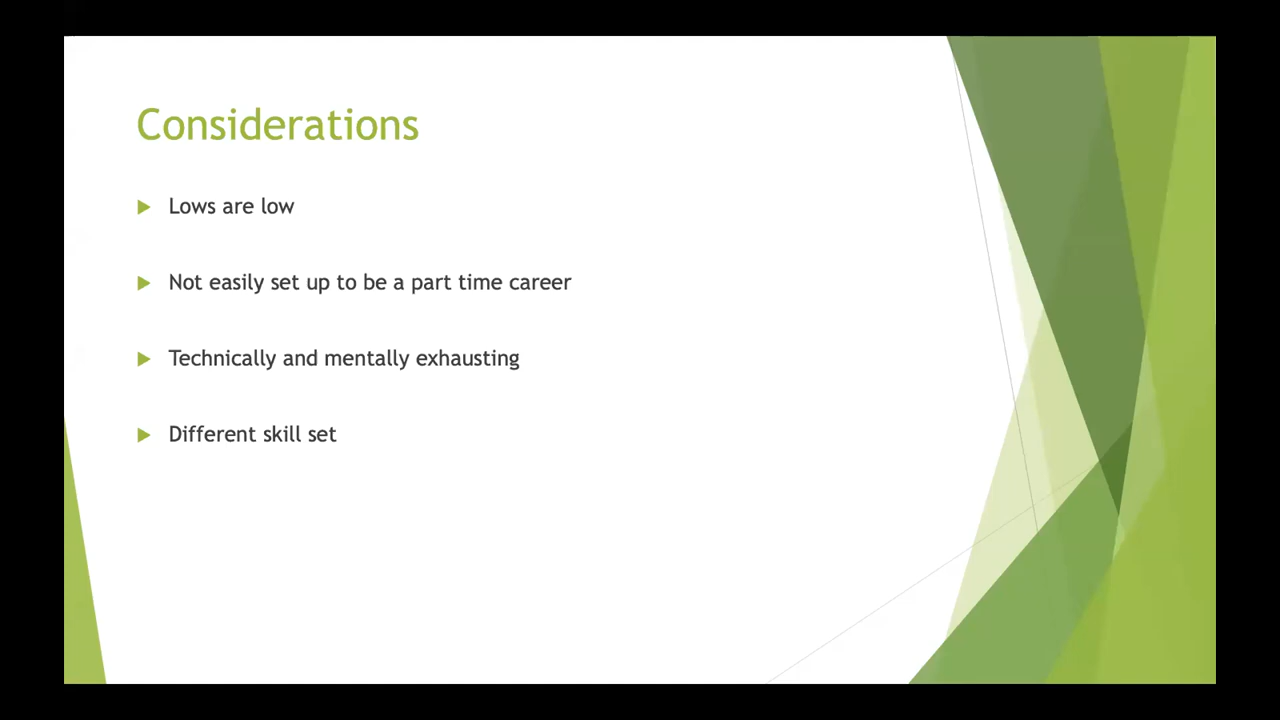 Considerations
Lows are low
Not easily set up to be a part time career
Technically and mentally exhausting
Different skill set